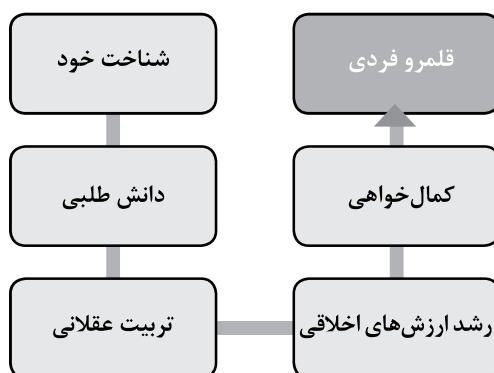 قلمرو فردی
شناخت خود
کمال‌خواهی
دانش طلبی
رشد ارزش‌های اخلاقی
تربیت عقلانی